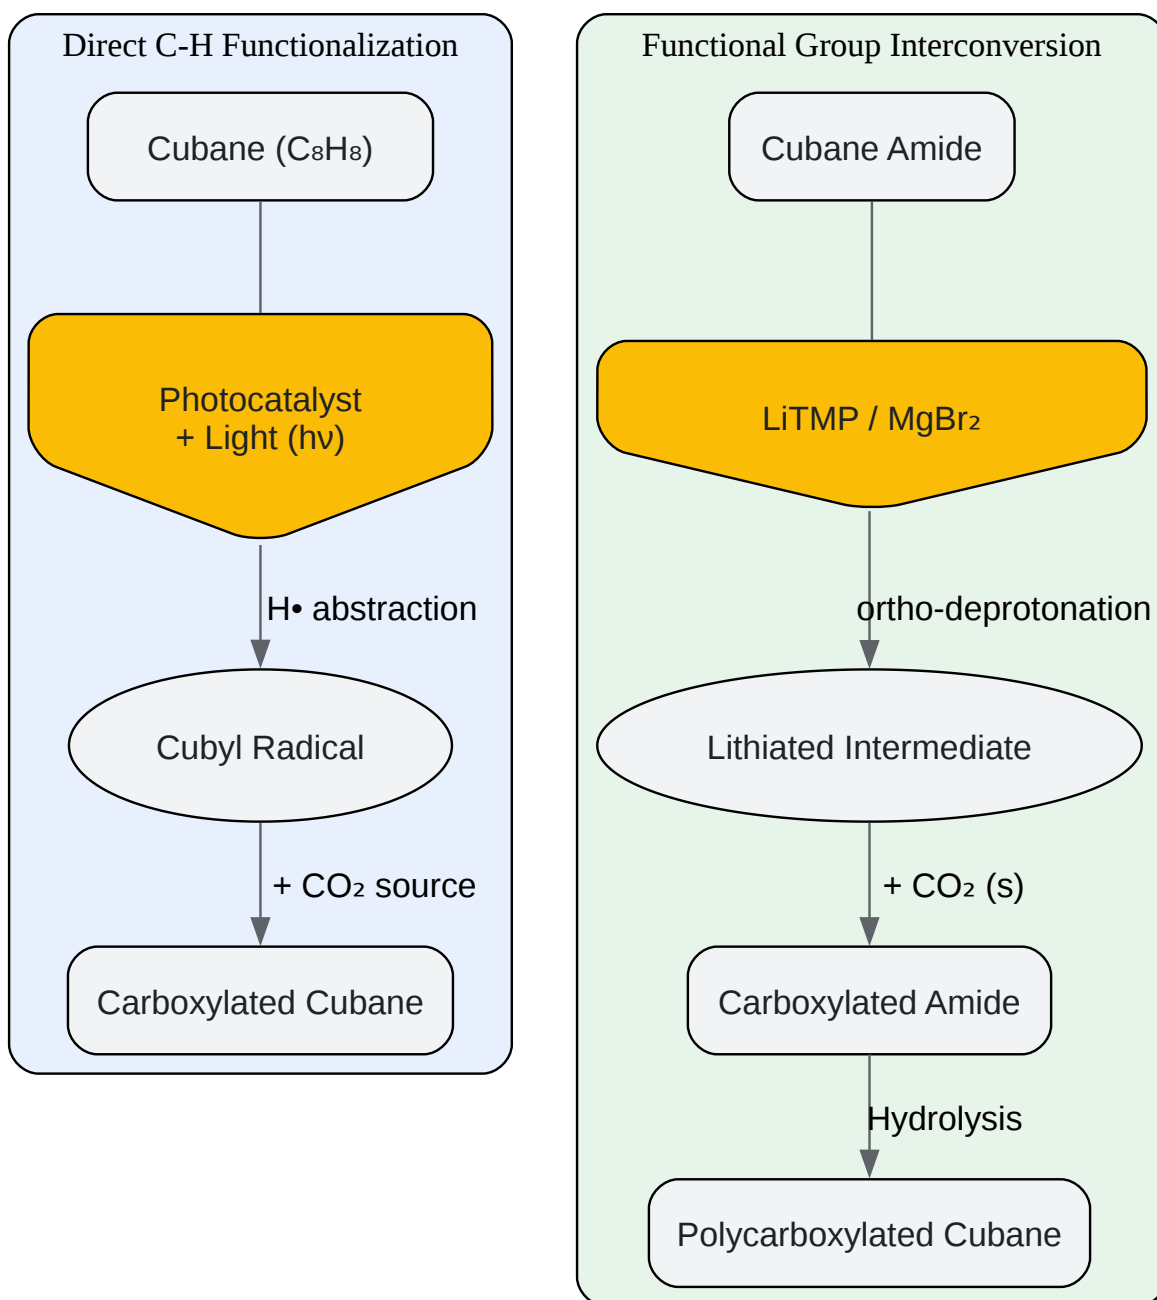 Direct C-H Functionalization
Cubane (C₈H₈)
Photocatalyst
+ Light (hν)
H• abstraction
Cubyl Radical
+ CO₂ source
Carboxylated Cubane
Functional Group Interconversion
Cubane Amide
LiTMP / MgBr₂
ortho-deprotonation
Lithiated Intermediate
+ CO₂ (s)
Carboxylated Amide
Hydrolysis
Polycarboxylated Cubane